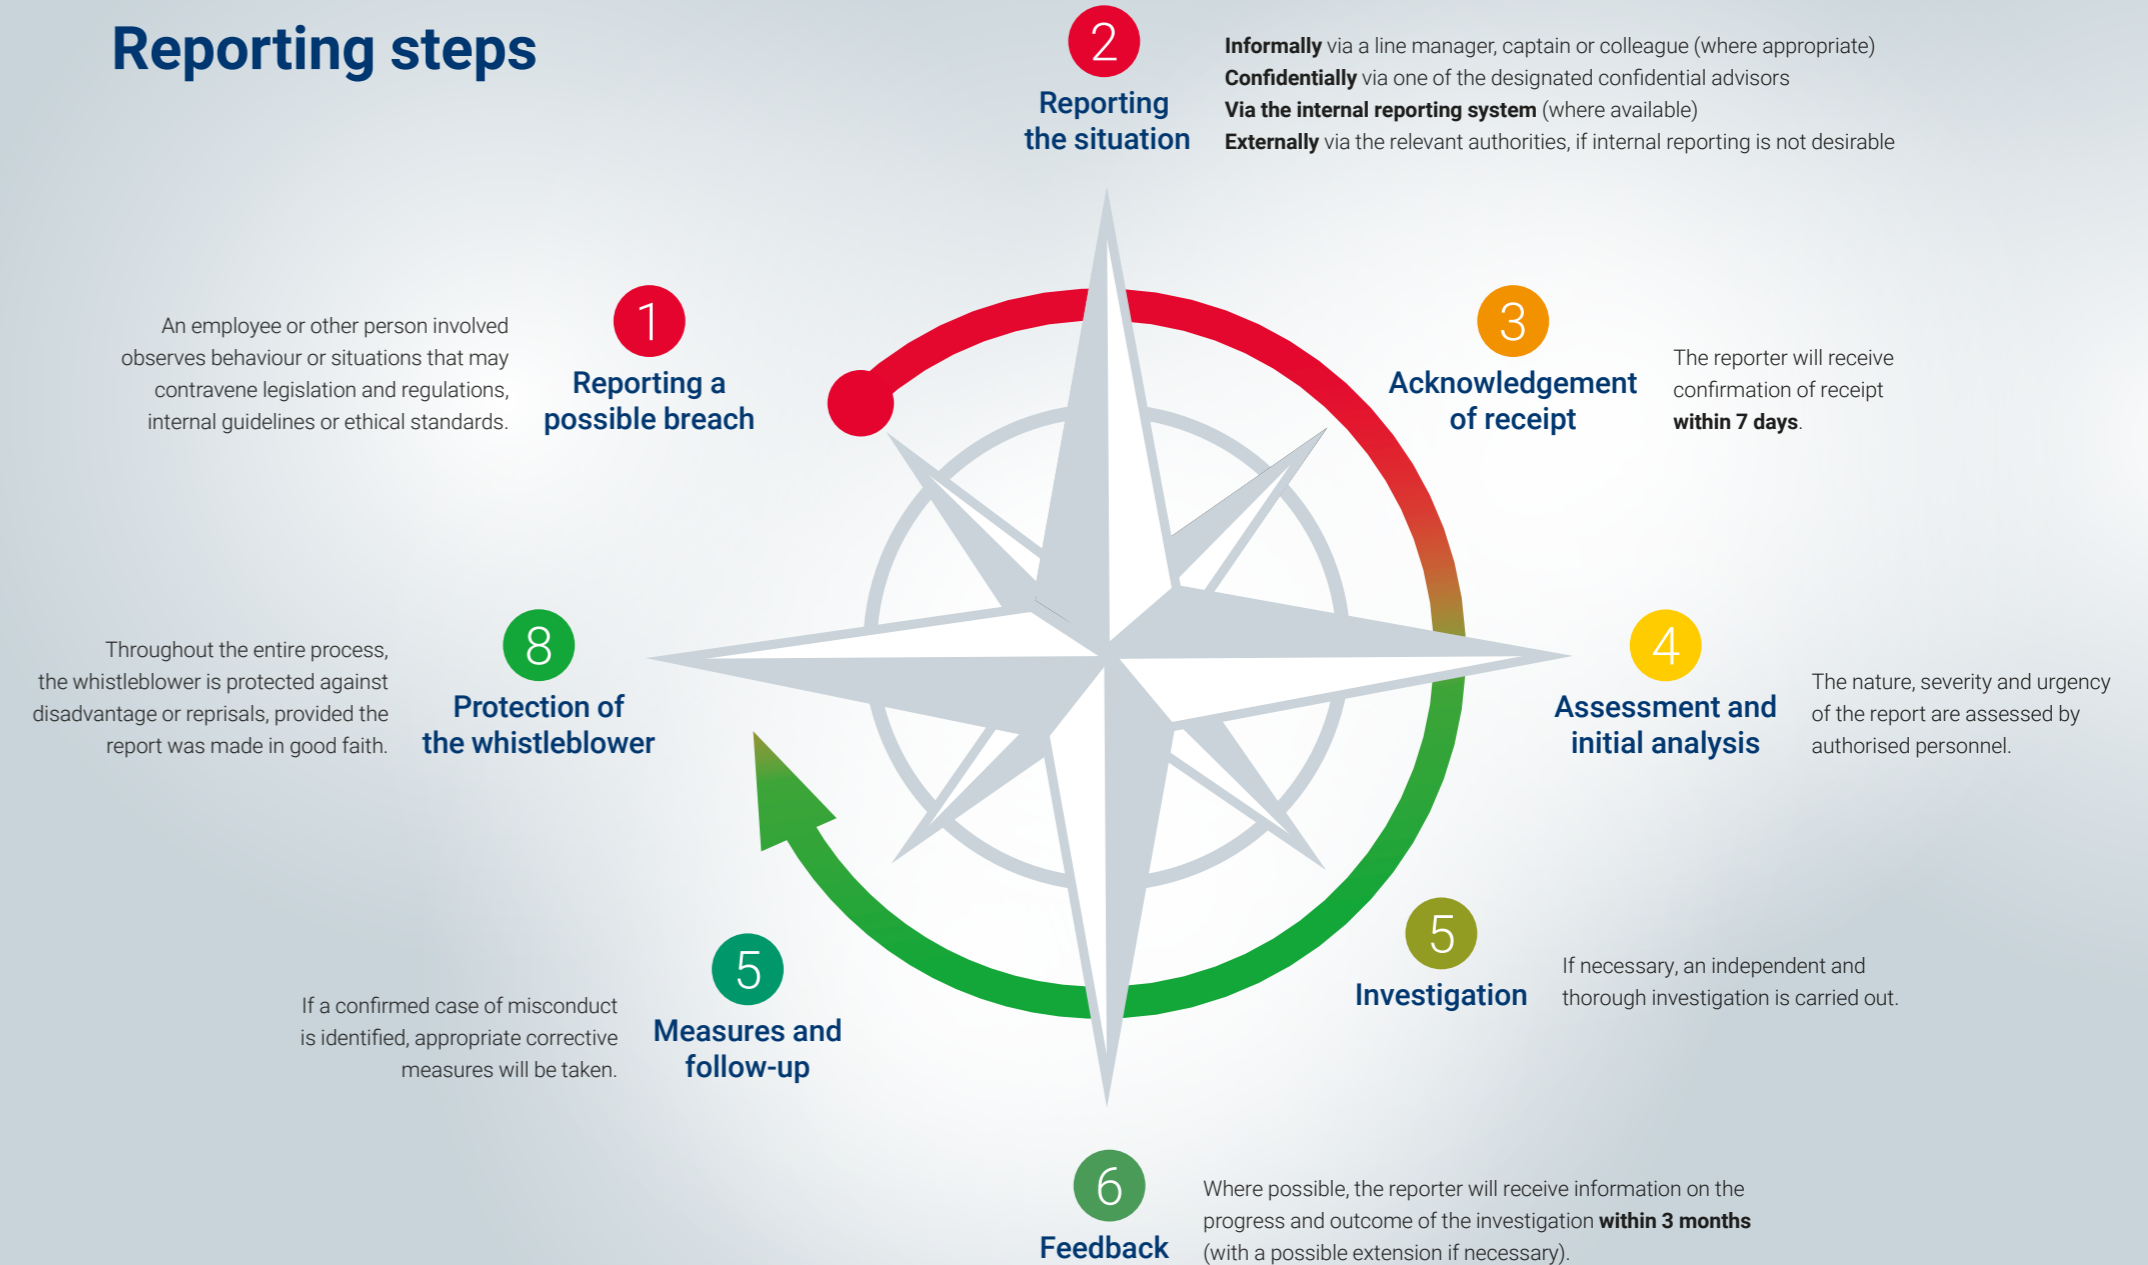 Reporting steps
1
Reporting a
possible breach
An employee or other person involved
observes behaviour or situations that may
contravene legislation and regulations,
internal guidelines or ethical standards.
2
Reporting
the situation
Informally via a line manager, captain or colleague (where appropriate)
Confidentially via one of the designated confidential advisors
Via the internal reporting system (where available)
Externally via the relevant authorities, if internal reporting is not desirable
3
Acknowledgement
of receipt
The reporter will receive
confirmation of receipt
within 7 days.
4
Assessment and
initial analysis
The nature, severity and urgency
of the report are assessed by
authorised personnel.
5
Investigation
If necessary, an independent and
thorough investigation is carried out.
6
Feedback
Where possible, the reporter will receive information on the
progress and outcome of the investigation within 3 months
(with a possible extension if necessary).
5
Measures and
follow-up
If a confirmed case of misconduct
is identified, appropriate corrective
measures will be taken.
8
Protection of
the whistleblower
Throughout the entire process,
the whistleblower is protected against
disadvantage or reprisals, provided the
report was made in good faith.